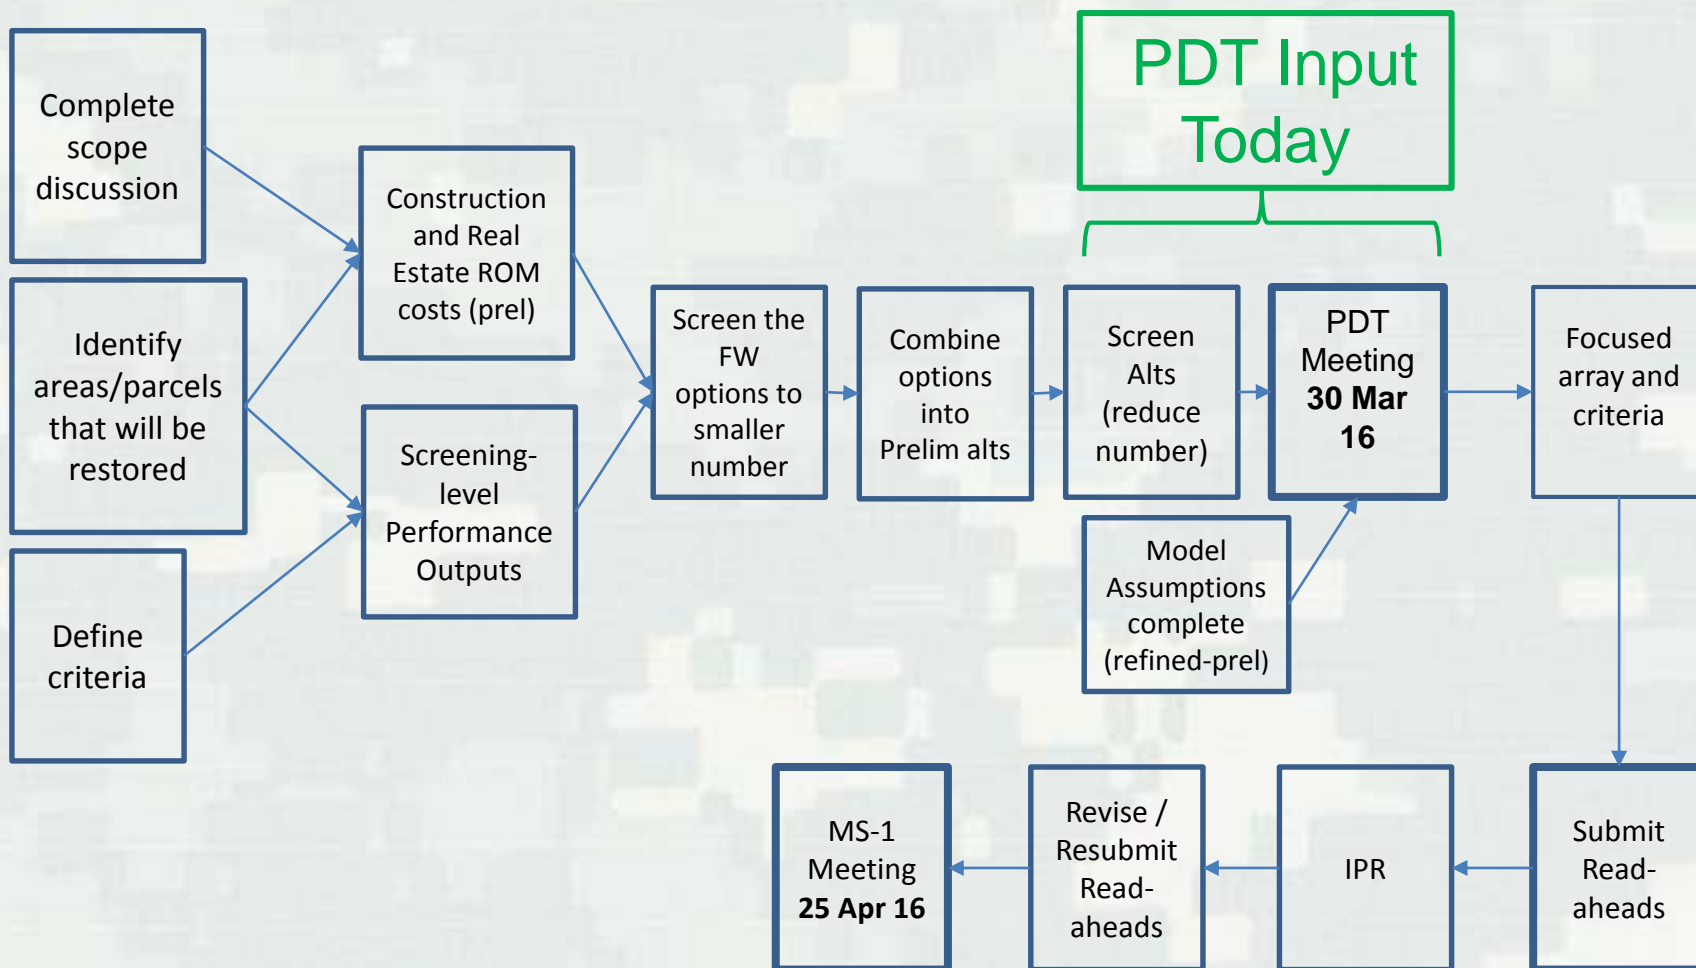 PDT Input
Today
Complete
scope
discussion
Identify
areas/parcels
that will be
restored
Define
criteria
Construction
and Real
Estate ROM
costs (prel)
Screening-
level
Performance
Outputs
Screen the
FW
options to
smaller
number
Combine
options
into
Prelim alts
Screen
Alts
(reduce
number)
PDT
Meeting
30 Mar
16
Model
Assumptions
complete
(refined-prel)
Focused
array and
criteria
Submit
Read-
aheads
IPR
Revise /
Resubmit
Read-
aheads
MS-1
Meeting
25 Apr 16